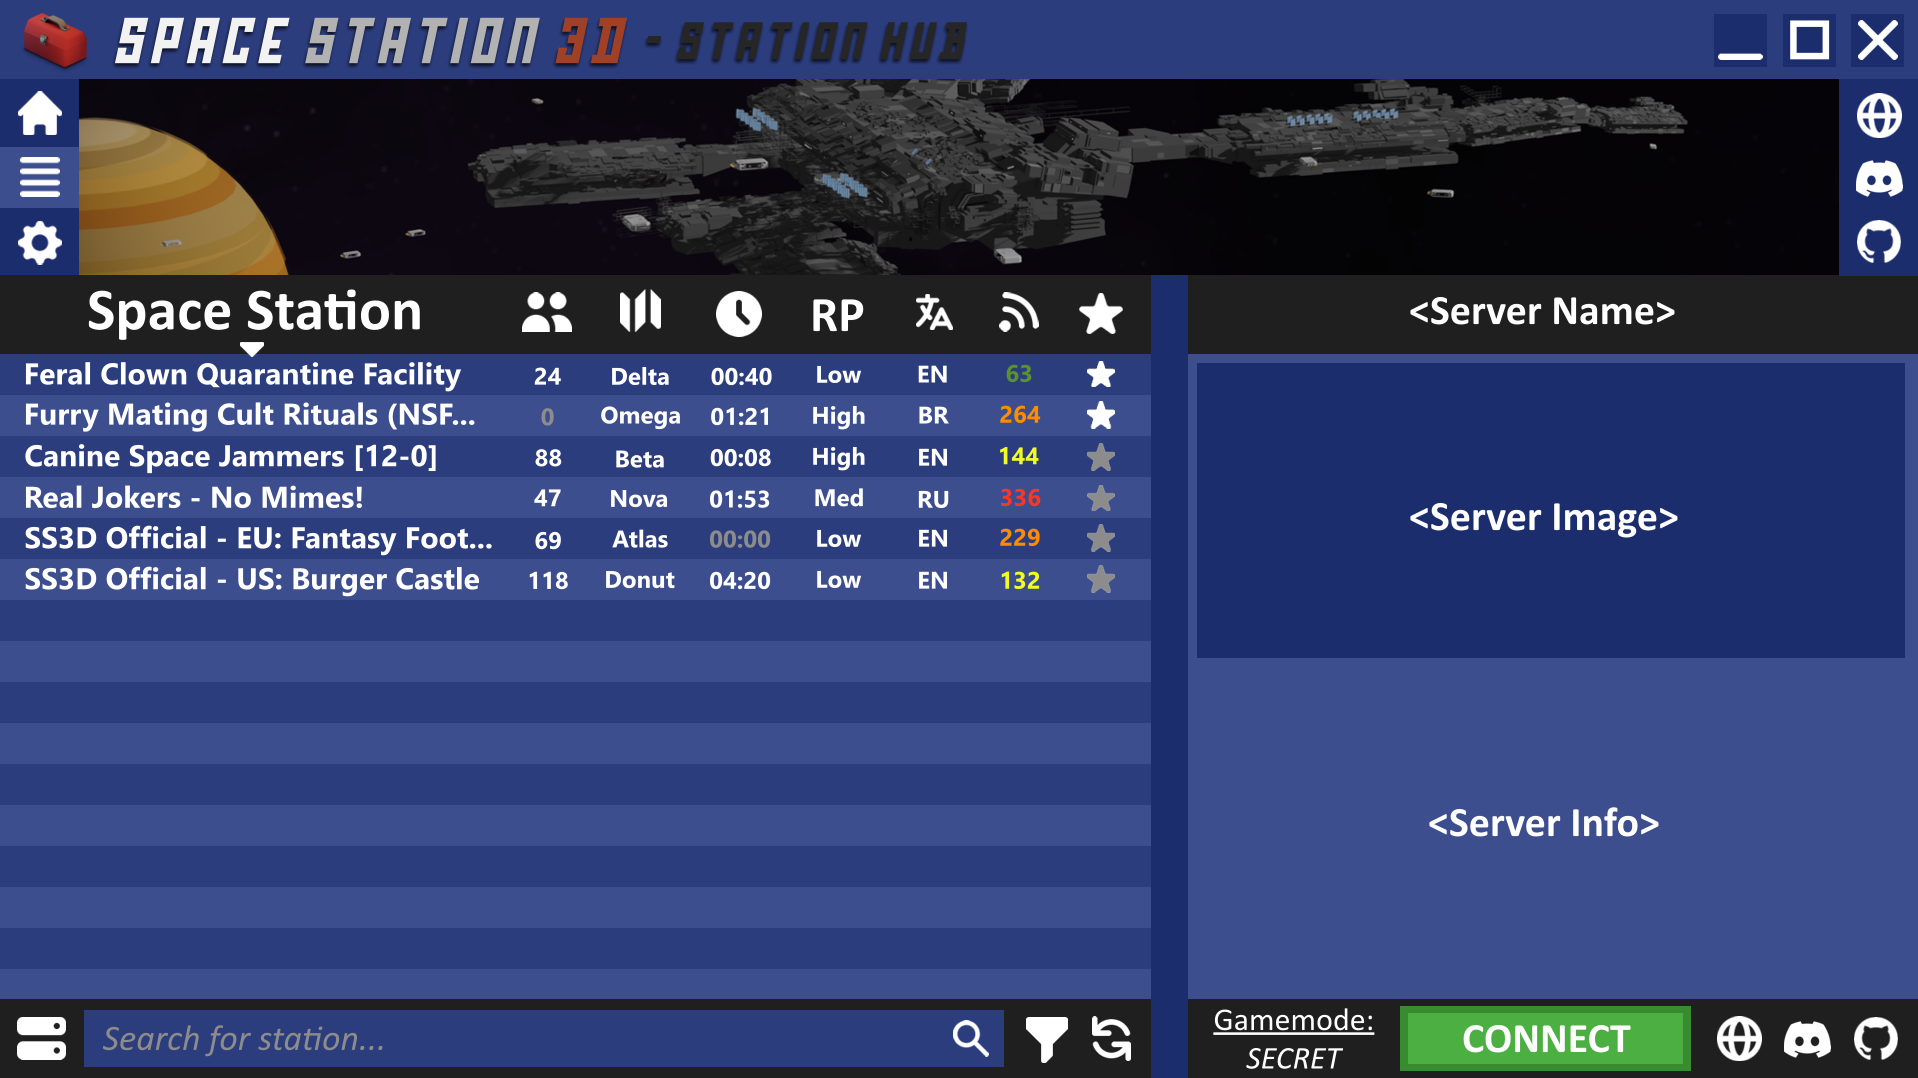 SPACE STATION 3D - STATION HUB
Space Station RP
Feral Clown Quarantine Facility 24 Delta 00:40 Low EN 63
Furry Mating Cult Rituals (NSF... 0 Omega 01:21 High BR 264
Canine Space Jammers [12-0] 88 Beta 00:08 High EN 144
Real Jokers - No Mimes! 47 Nova 01:53 Med RU 336
SS3D Official - EU: Fantasy Foot... 69 Atlas 00:00 Low EN 229
SS3D Official - US: Burger Castle 118 Donut 04:20 Low EN 132
Search for station...
<Server Name>
<Server Image>
<Server Info>
Gamemode:
SECRET
CONNECT